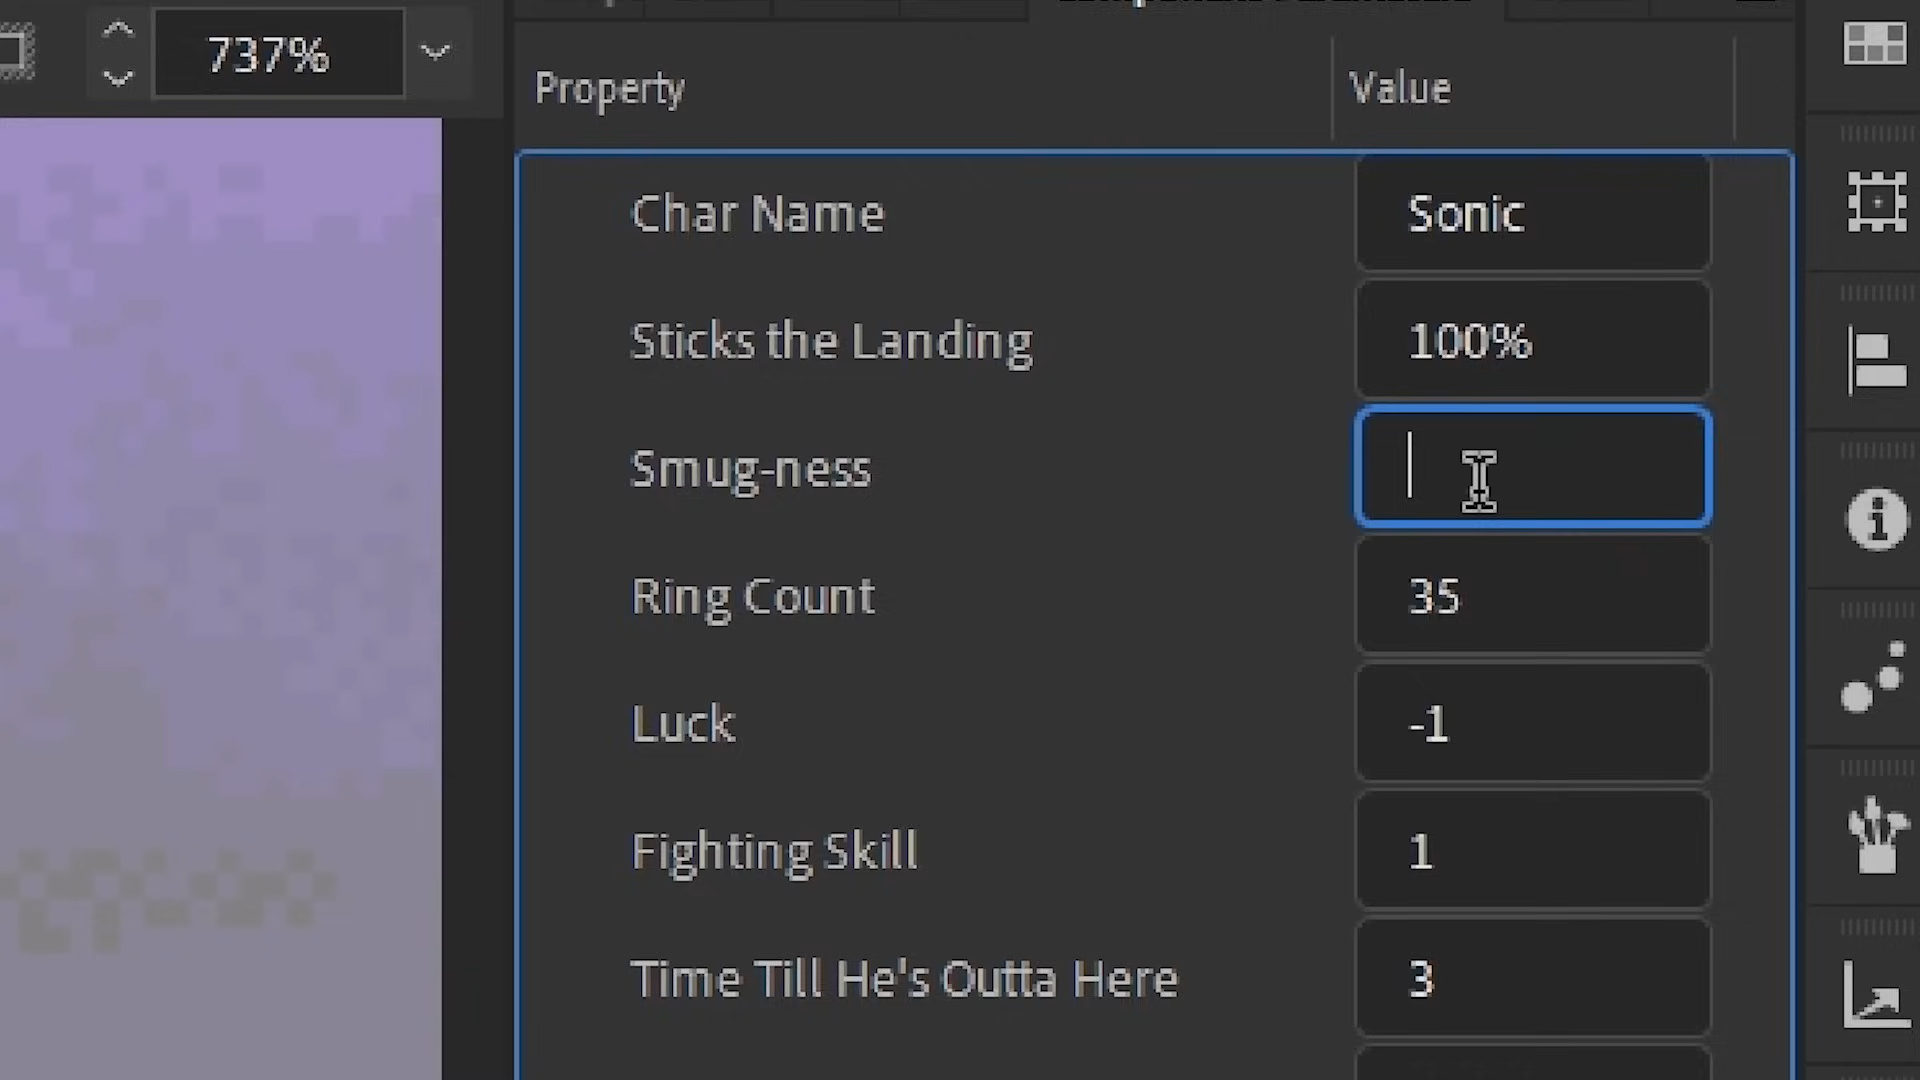 737%
Property Value
Char Name Sonic
Sticks the Landing 100%
Smug-ness
Ring Count 35
Luck -1
Fighting Skill 1
Time Till He's Outta Here 3